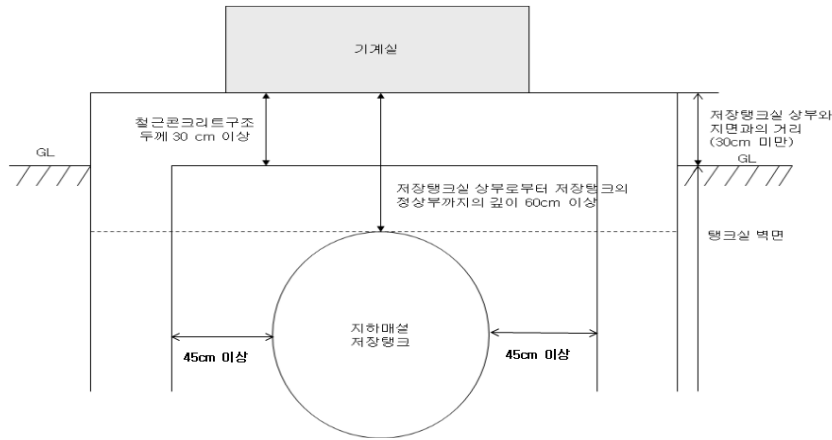 기계실
철근콘크리트구조
두께 30 cm 이상
저장탱크실 상부와
지면과의 거리
(30cm 미만)
GL
GL
저장탱크실 상부로부터 저장탱크의
정상부까지의 깊이 60cm 이상
탱크실 벽면
지하매설
저장탱크
45cm 이상
45cm 이상